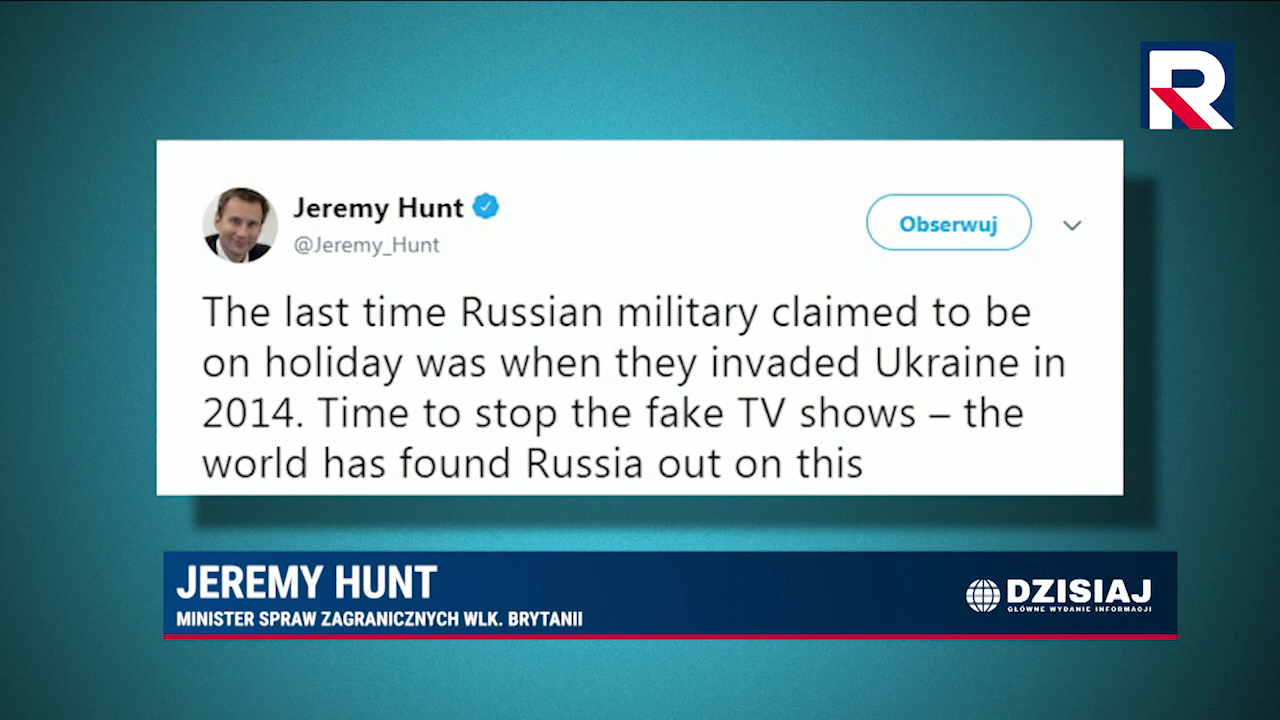 R
Jeremy Hunt
@Jeremy_Hunt
Obserwuj
The last time Russian military claimed to be
on holiday was when they invaded Ukraine in
2014. Time to stop the fake TV shows – the
world has found Russia out on this
JEREMY HUNT
MINISTER SPRAW ZAGRANICZNYCH WLK. BRYTANII
DZISIAJ
GŁÓWNE WYDANIE INFORMACJI